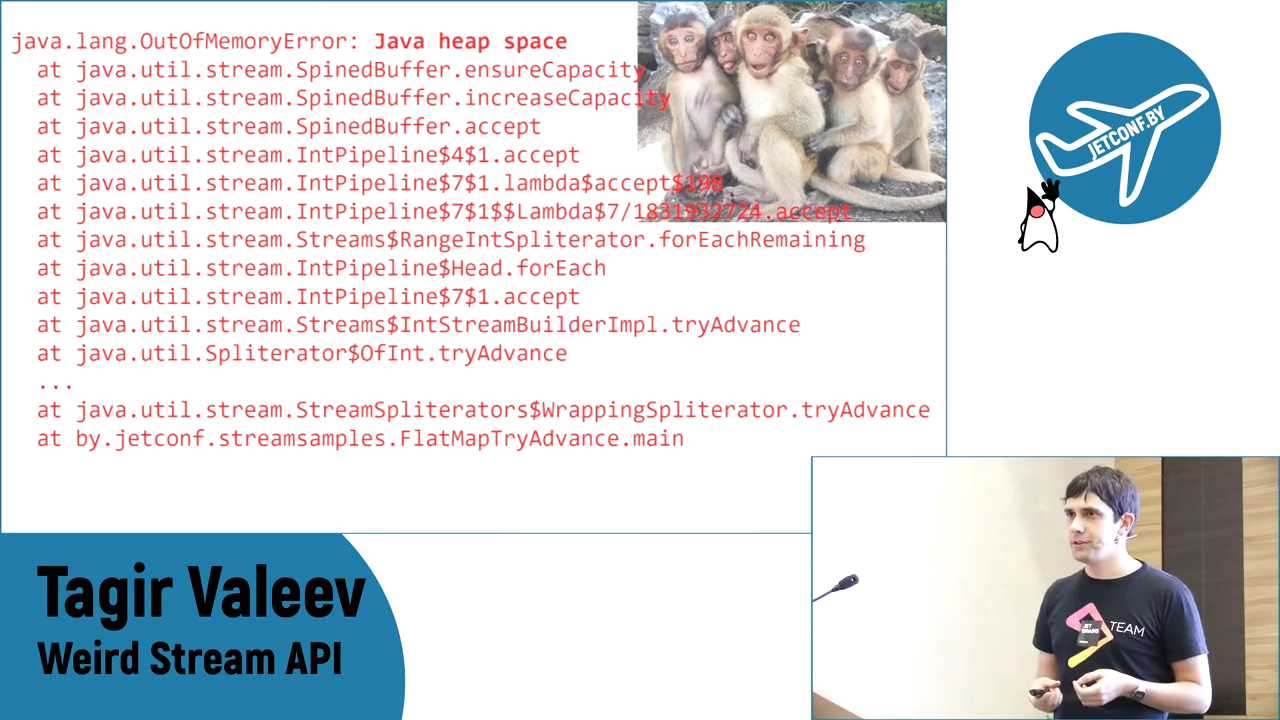 java.lang.OutOfMemoryError: Java heap space
at java.util.stream.SpinedBuffer.ensureCapacity
at java.util.stream.SpinedBuffer.increaseCapacity
at java.util.stream.SpinedBuffer.accept
at java.util.stream.IntPipeline$4$1.accept
at java.util.stream.IntPipeline$7$1.lambda$accept$198
at java.util.stream.IntPipeline$7$1$$Lambda$7/1831932724.accept
at java.util.stream.Streams$RangeIntSpliterator.forEachRemaining
at java.util.stream.IntPipeline$Head.forEach
at java.util.stream.IntPipeline$7$1.accept
at java.util.stream.Streams$IntStreamBuilderImpl.tryAdvance
at java.util.Spliterator$OfInt.tryAdvance
...
at java.util.stream.StreamSpliterators$WrappingSpliterator.tryAdvance
at by.jetconf.streamsamples.FlatMapTryAdvance.main
JETCONF.BY
Tagir Valeev
Weird Stream API
JET
BRAINS
TEAM